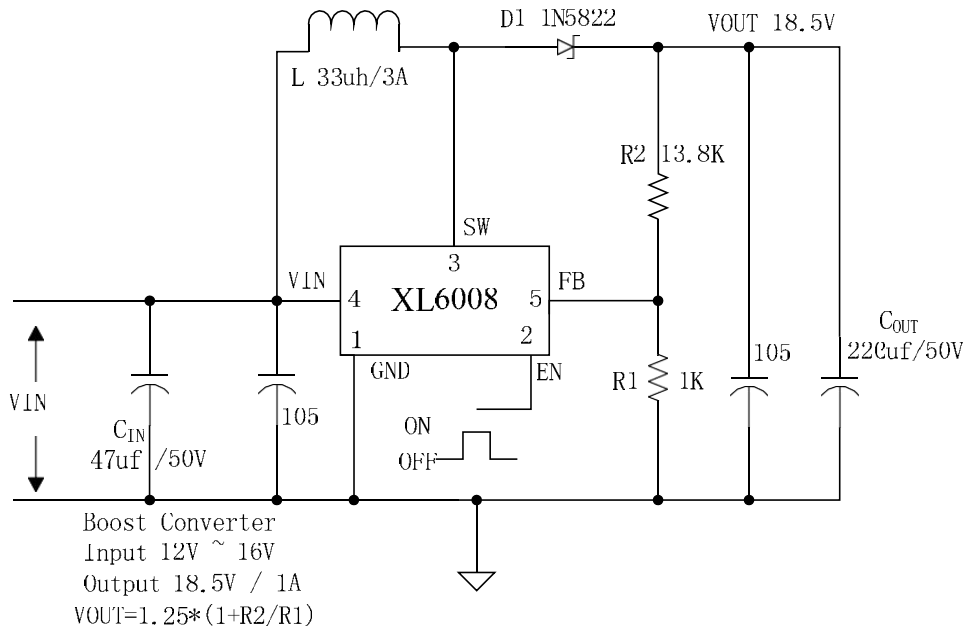 D1 1N5822
VOUT 18.5V
L 33uh/3A
R2 13.8K
SW
3
VIN
4
XL6008
5
FB
1
2
GND
EN
R1 1K
105
COUT
220uf/50V
VIN
105
CIN
47uf/50V
ON
OFF
Boost Converter
Input 12V ~ 16V
Output 18.5V / 1A
VOUT=1.25*(1+R2/R1)